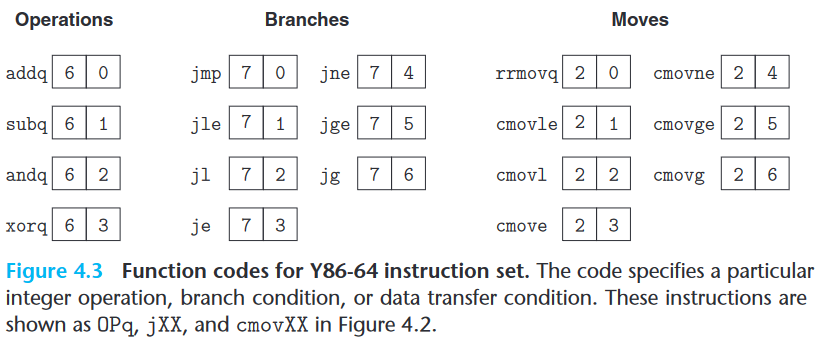 Operations Branches Moves
addq 6 0 jmp 7 0 jne 7 4 rrmovq 2 0 cmovne 2 4
subq 6 1 jle 7 1 jge 7 5 cmovle 2 1 cmovge 2 5
andq 6 2 jl 7 2 jg 7 6 cmovl 2 2 cmovg 2 6
xorq 6 3 je 7 3 cmove 2 3
Figure 4.3 Function codes for Y86-64 instruction set. The code specifies a particular
integer operation, branch condition, or data transfer condition. These instructions are
shown as OPq, jXX, and cmovXX in Figure 4.2.